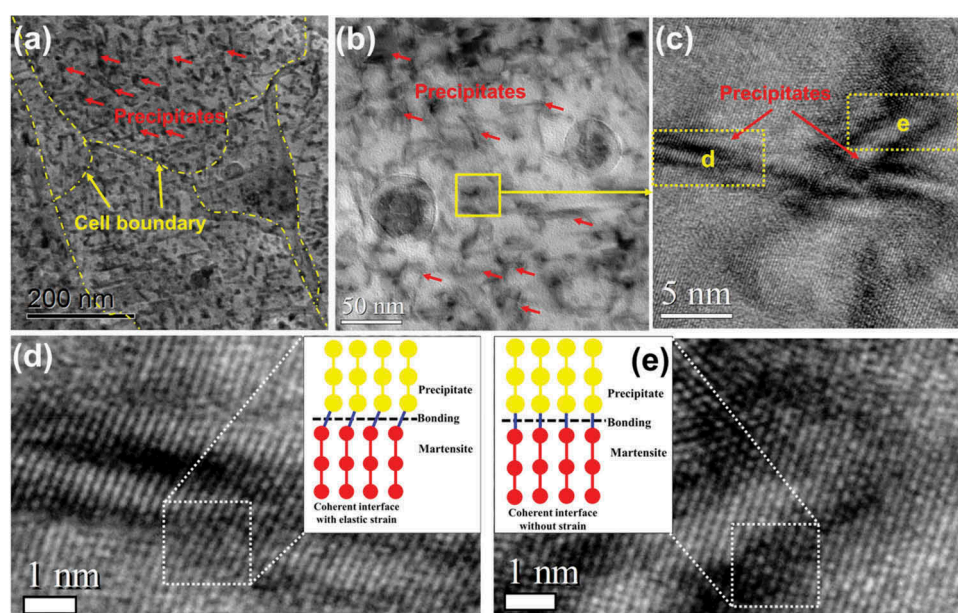 (a)
Precipitates
Cell boundary
200 nm
(b)
Precipitates
50 nm
(c)
Precipitates
d
e
5 nm
(d)
Precipitate
Bonding
Martensite
Coherent interface
with elastic strain
1 nm
(e)
Precipitate
Bonding
Martensite
Coherent interface
without strain
1 nm